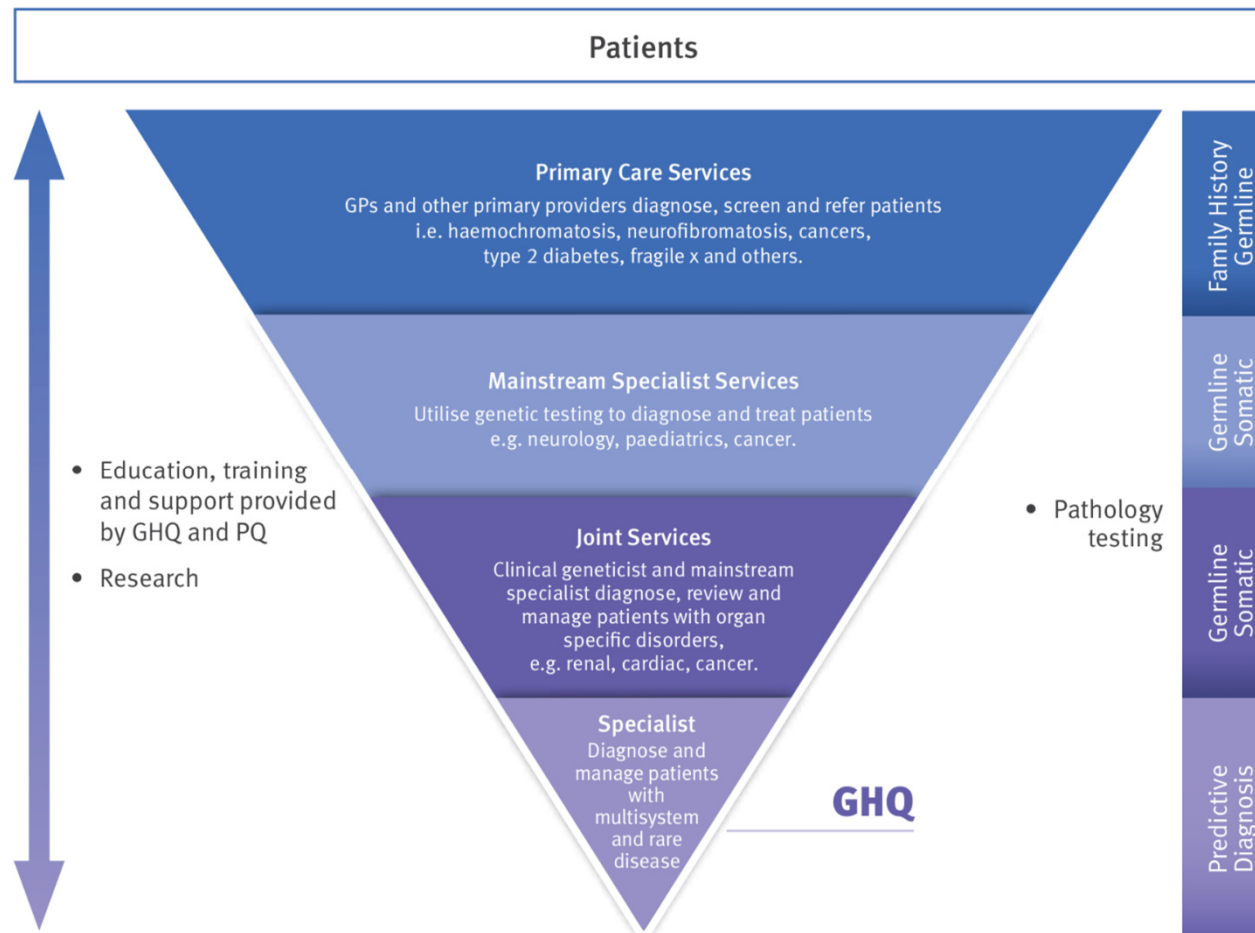 Patients
Primary Care Services
GPs and other primary providers diagnose, screen and refer patients
i.e. haemochromatosis, neurofibromatosis, cancers,
type 2 diabetes, fragile x and others.
Mainstream Specialist Services
Utilise genetic testing to diagnose and treat patients
e.g. neurology, paediatrics, cancer.
• Education, training
and support provided
by GHQ and PQ
• Research
Joint Services
Clinical geneticist and mainstream
specialist diagnose, review and
manage patients with organ
specific disorders,
e.g. renal, cardiac, cancer.
Specialist
Diagnose and
manage patients
with
multisystem
and rare
disease
GHQ
• Pathology
testing
Family History
Germline
Germline
Somatic
Germline
Somatic
Predictive
Diagnosis